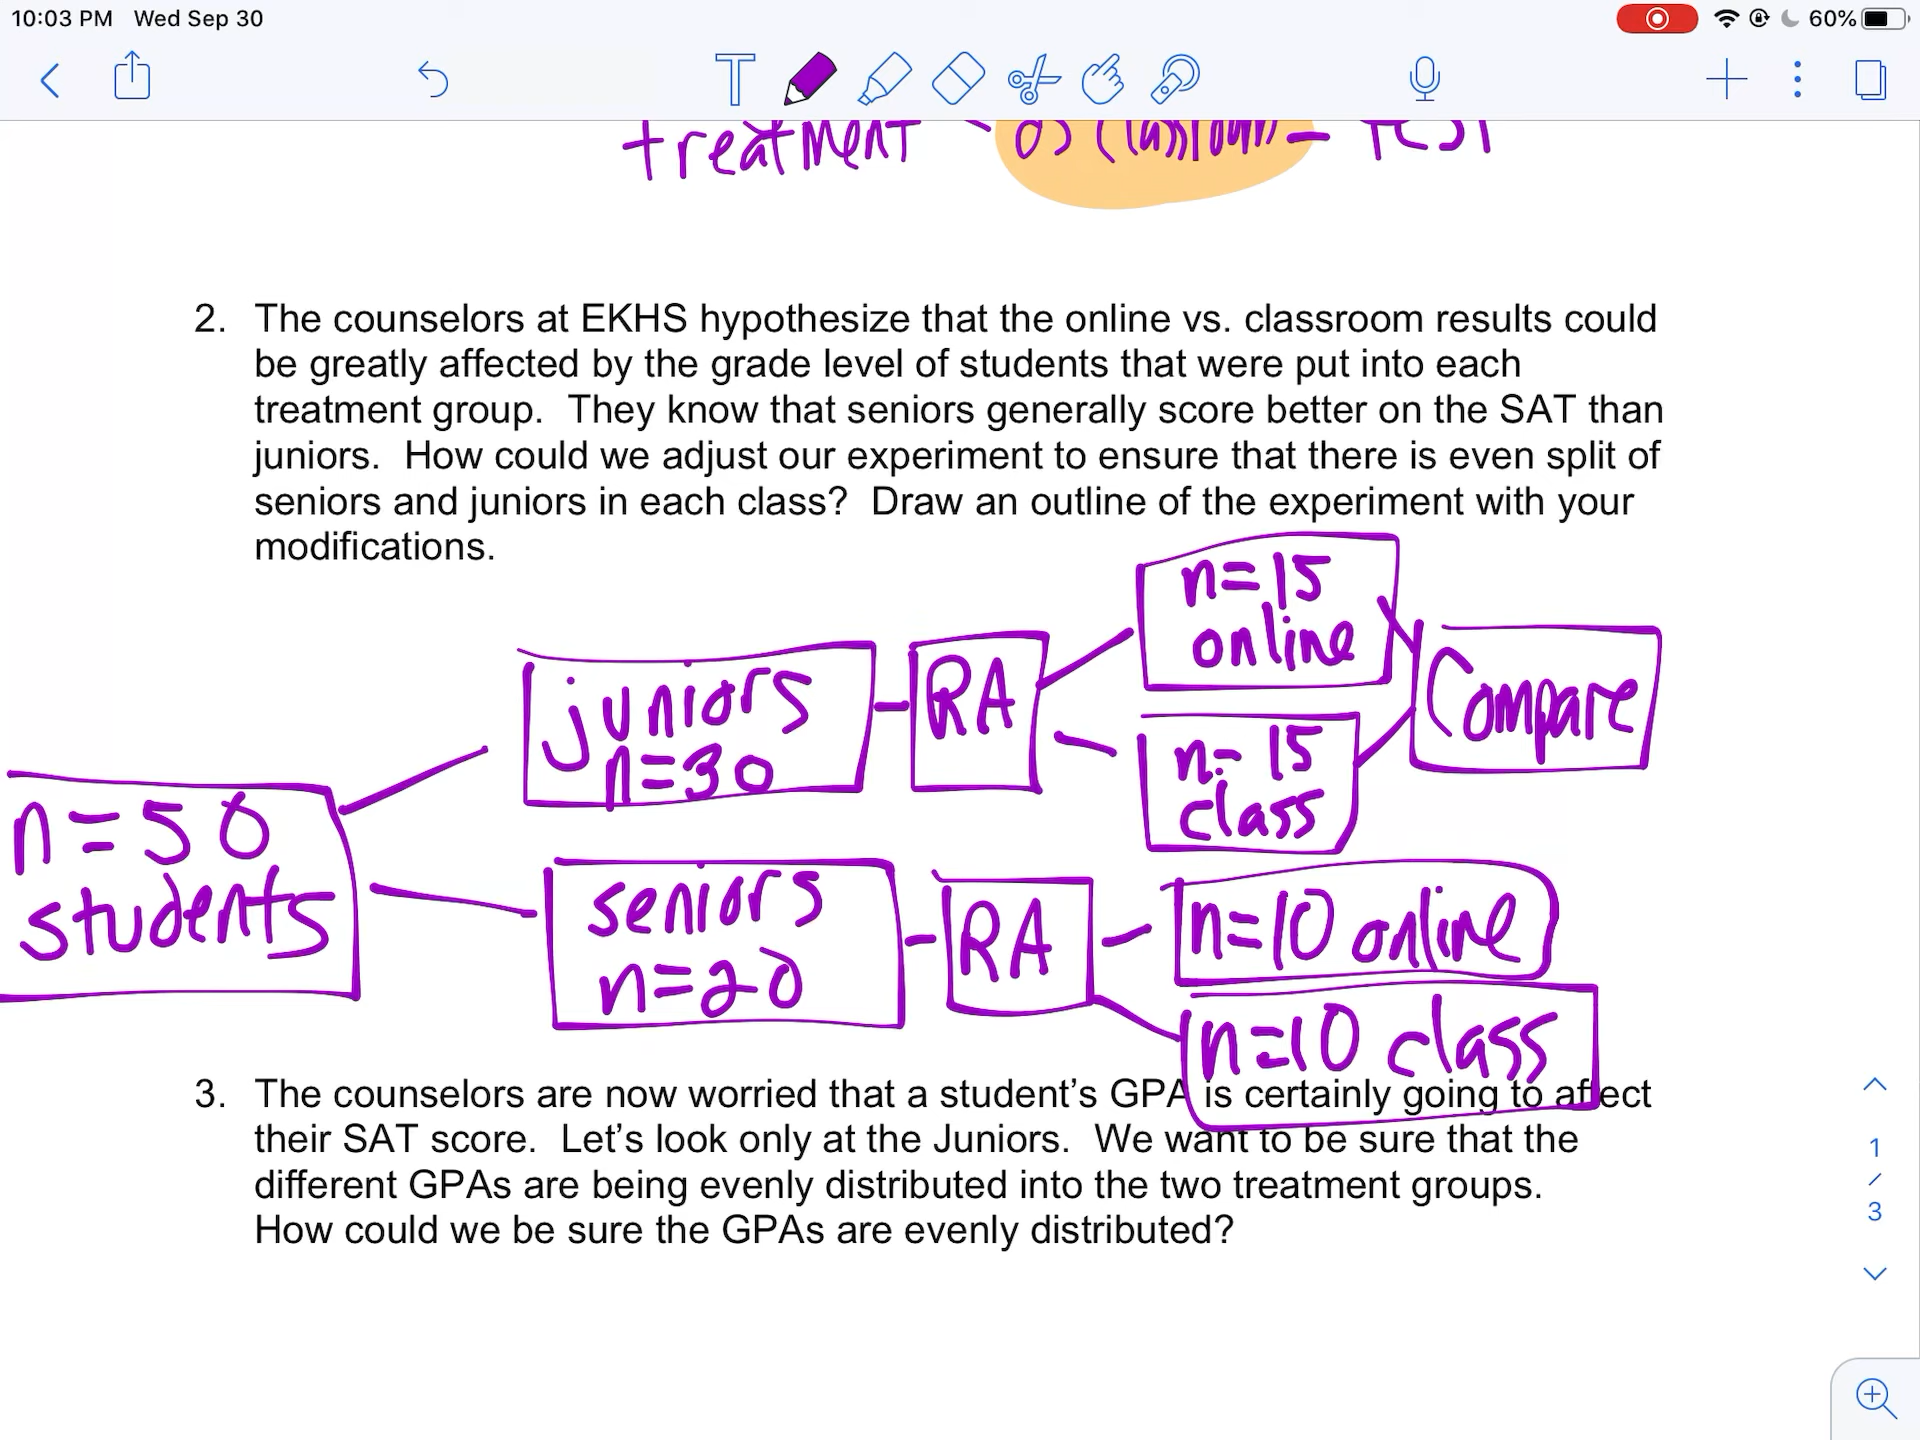 10:03 PM Wed Sep 30
60%
T
treatment
classroom
test
2. The counselors at EKHS hypothesize that the online vs. classroom results could
be greatly affected by the grade level of students that were put into each
treatment group. They know that seniors generally score better on the SAT than
juniors. How could we adjust our experiment to ensure that there is even split of
seniors and juniors in each class? Draw an outline of the experiment with your
modifications.
n=15
online
juniors
n=30
RA
Compare
n=15
class
n=50
students
seniors
n=20
RA
n=10 online
n=10 class
3. The counselors are now worried that a student's GPA is certainly going to affect
their SAT score. Let's look only at the Juniors. We want to be sure that the
different GPAs are being evenly distributed into the two treatment groups.
How could we be sure the GPAs are evenly distributed?
1
/
3